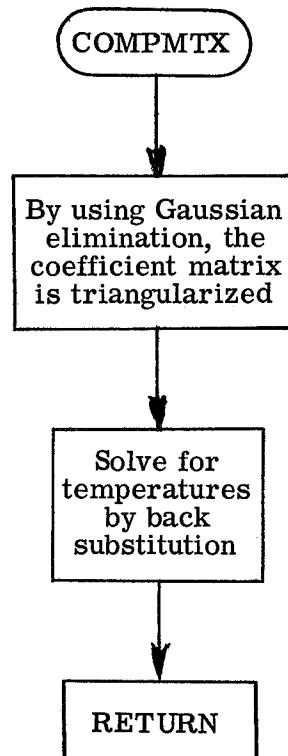 COMPMTX
By using Gaussian
elimination, the
coefficient matrix
is triangularized
Solve for
temperatures
by back
substitution
RETURN